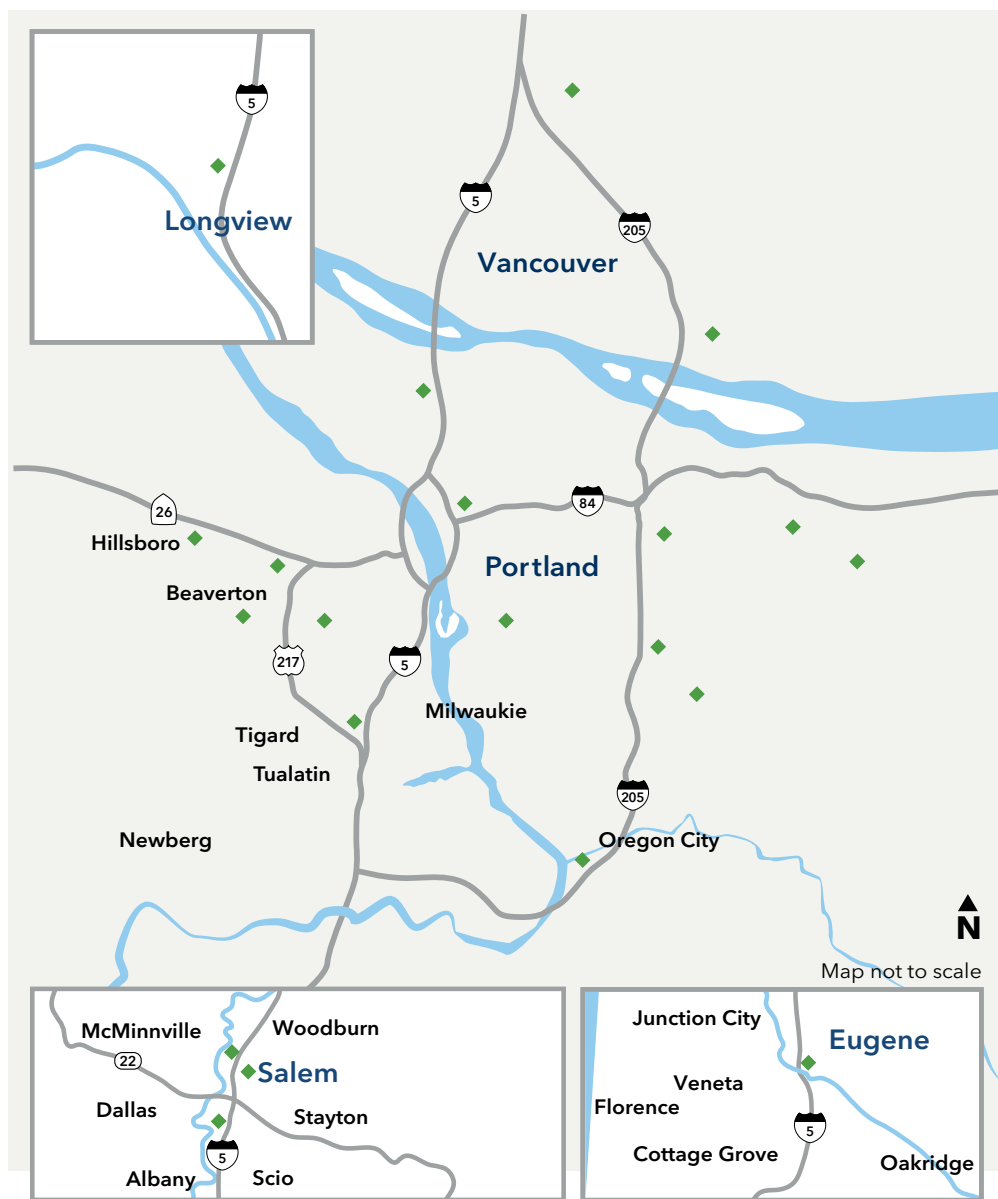 5
Longview
5
205
Vancouver
26
84
Hillsboro
Portland
Beaverton
217
5
Milwaukie
Tigard
Tualatin
205
Newberg
Oregon City
N
Map not to scale
McMinnville
Woodburn
22
Salem
Dallas
Stayton
5
Albany
Scio
Junction City
Eugene
Veneta
Florence
5
Cottage Grove
Oakridge